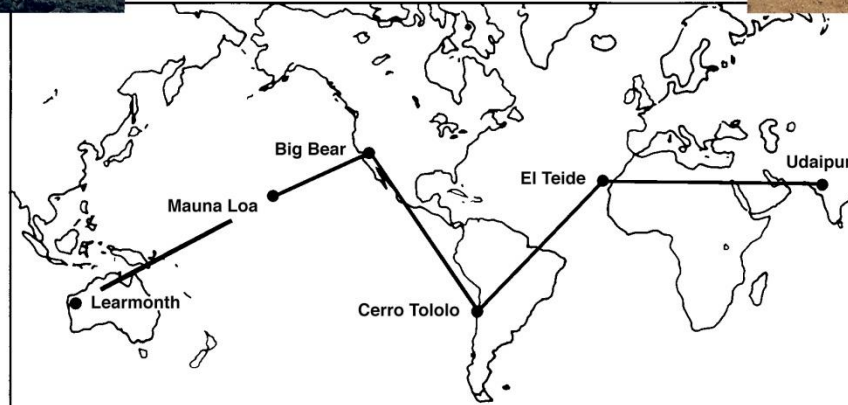 Big Bear
El Teide
Udaipur
Mauna Loa
Learmonth
Cerro Tololo